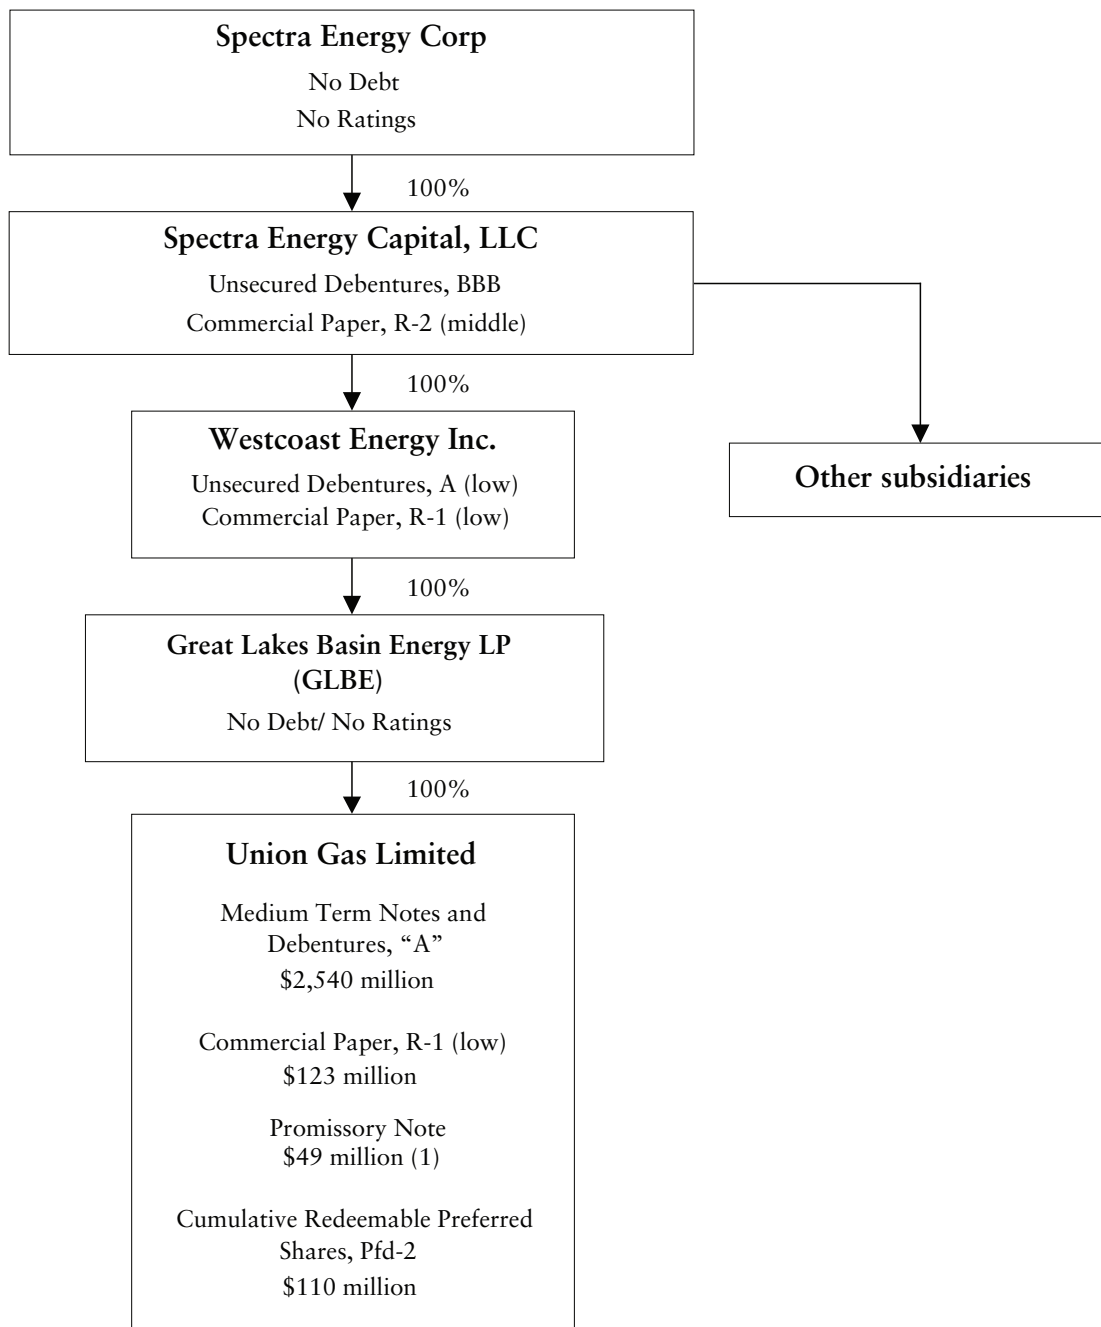 Spectra Energy Corp
No Debt
No Ratings
100%
Spectra Energy Capital, LLC
Unsecured Debentures, BBB
Commercial Paper, R-2 (middle)
100%
Westcoast Energy Inc.
Unsecured Debentures, A (low)
Commercial Paper, R-1 (low)
Other subsidiaries
100%
Great Lakes Basin Energy LP
(GLBE)
No Debt/ No Ratings
100%
Union Gas Limited
Medium Term Notes and
Debentures, “A”
$2,540 million
Commercial Paper, R-1 (low)
$123 million
Promissory Note
$49 million (1)
Cumulative Redeemable Preferred
Shares, Pfd-2
$110 million